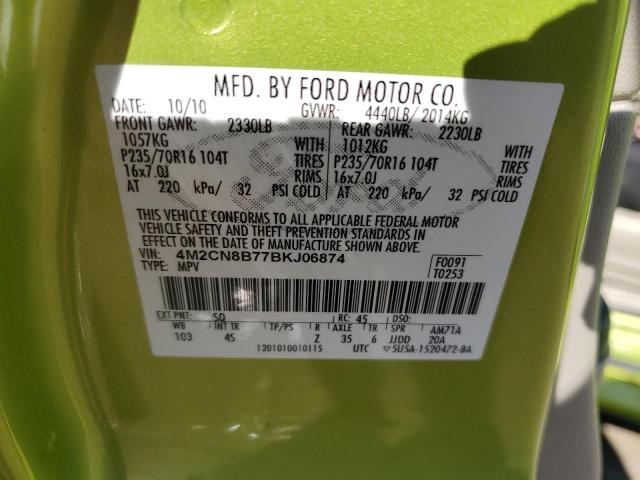 MFD. BY FORD MOTOR CO.
DATE: 10/10 GVWR: 4440LB/ 2014KG
FRONT GAWR: 2330LB REAR GAWR: 2230LB
1057KG WITH 1012KG WITH
P235/70R16 104T TIRES P235/70R16 104T TIRES
16x7.0J RIMS 16x7.0J RIMS
AT 220 kPa/ 32 PSI COLD AT 220 kPa/ 32 PSI COLD
THIS VEHICLE CONFORMS TO ALL APPLICABLE FEDERAL MOTOR
VEHICLE SAFETY AND THEFT PREVENTION STANDARDS IN
EFFECT ON THE DATE OF MANUFACTURE SHOWN ABOVE.
VIN: 4M2CN8B77BKJ06874 F0091
TYPE: MPV T0253
EXT PNT: SQ RC: 45 DSO:
WB INT TR TP/PS R AXLE TR SPR AM71A
103 4S Z 35 6 JJDD 20A
1201010010115 UTC 5U5A-1520472-BA